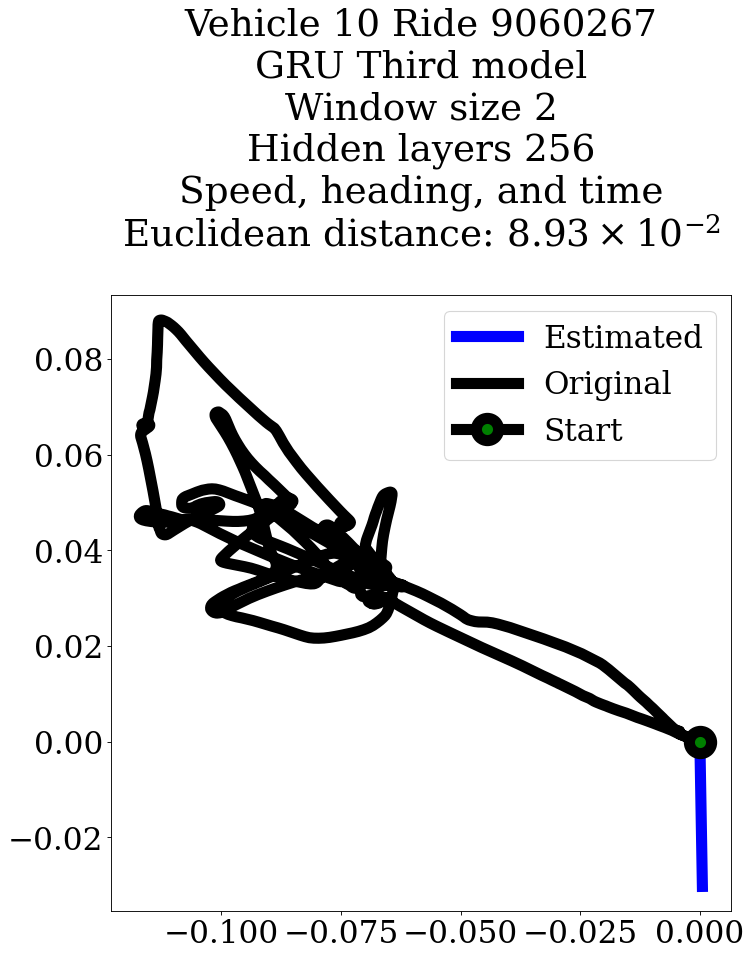 Vehicle 10 Ride 9060267
GRU Third model
Window size 2
Hidden layers 256
Speed, heading, and time
Euclidean distance: 8.93 × 10⁻²
Estimated
Original
Start
0.08
0.06
0.04
0.02
0.00
−0.02
−0.100 −0.075 −0.050 −0.025 0.000